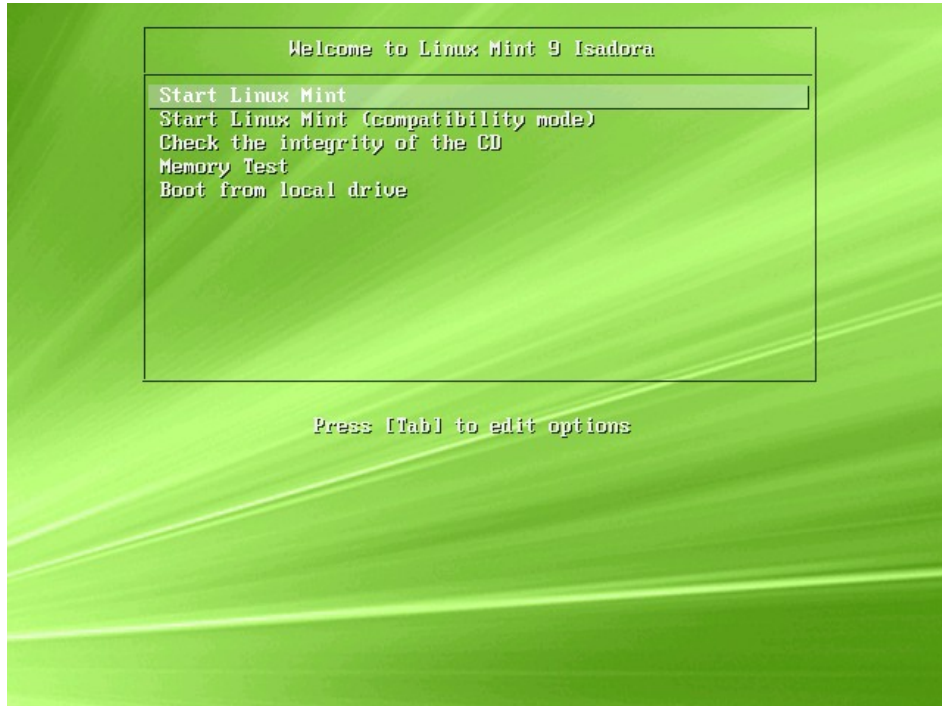 Welcome to Linux Mint 9 Isadora
Start Linux Mint
Start Linux Mint (compatibility mode)
Check the integrity of the CD
Memory Test
Boot from local drive
Press [Tab] to edit options